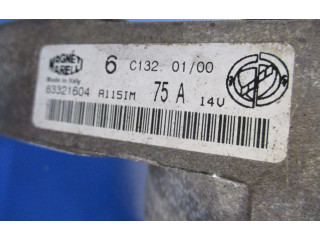 MAGNETI MARELLI 6 C132 01/00
Made in Italy
63321604 A115IM 75 A 14V